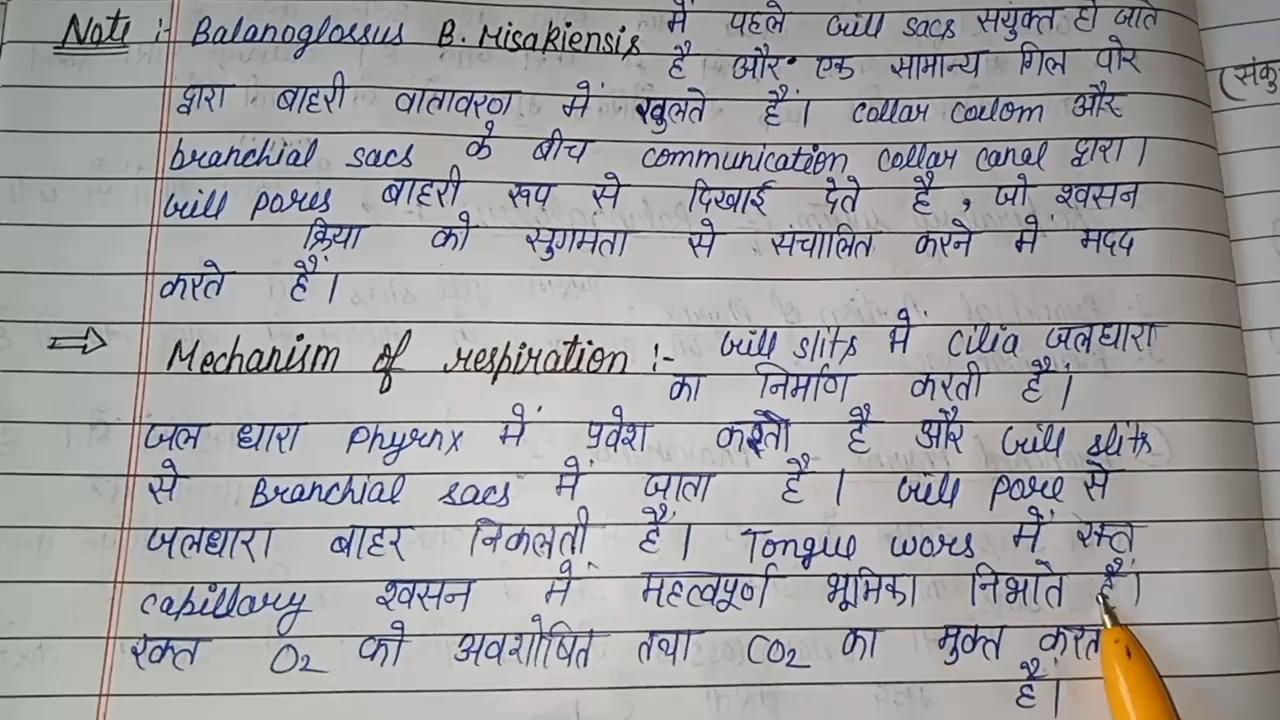 Note :- Balanoglossus B. Misakiensis में पहले Gill sacs संयुक्त हो जाते
है और एक सामान्य गिल पोर
द्वारा बाहरी वातावरण में खुलते हैं। collar coelom और
branchial sacs के बीच communication collar canal द्वारा।
Gill pores बाहरी रूप से दिखाई देते है, जो श्वसन
क्रिया को सुगमता से संचालित करने में मदद
करते हैं।
(संकु
⇒ Mechanism of respiration :- Gill slits में cilia जलधारा
का निर्माण करती है।
जल धारा Phyrnx में प्रवेश करती है और Gill slits
से Branchial sacs में जाता है। Gill pore से
जलधारा बाहर निकलती है। Tongue wors में रक्त
capillary श्वसन में महत्वपूर्ण भूमिका निभाते हैं।
रक्त O₂ को अवशोषित तथा CO₂ का मुक्त करत
है।